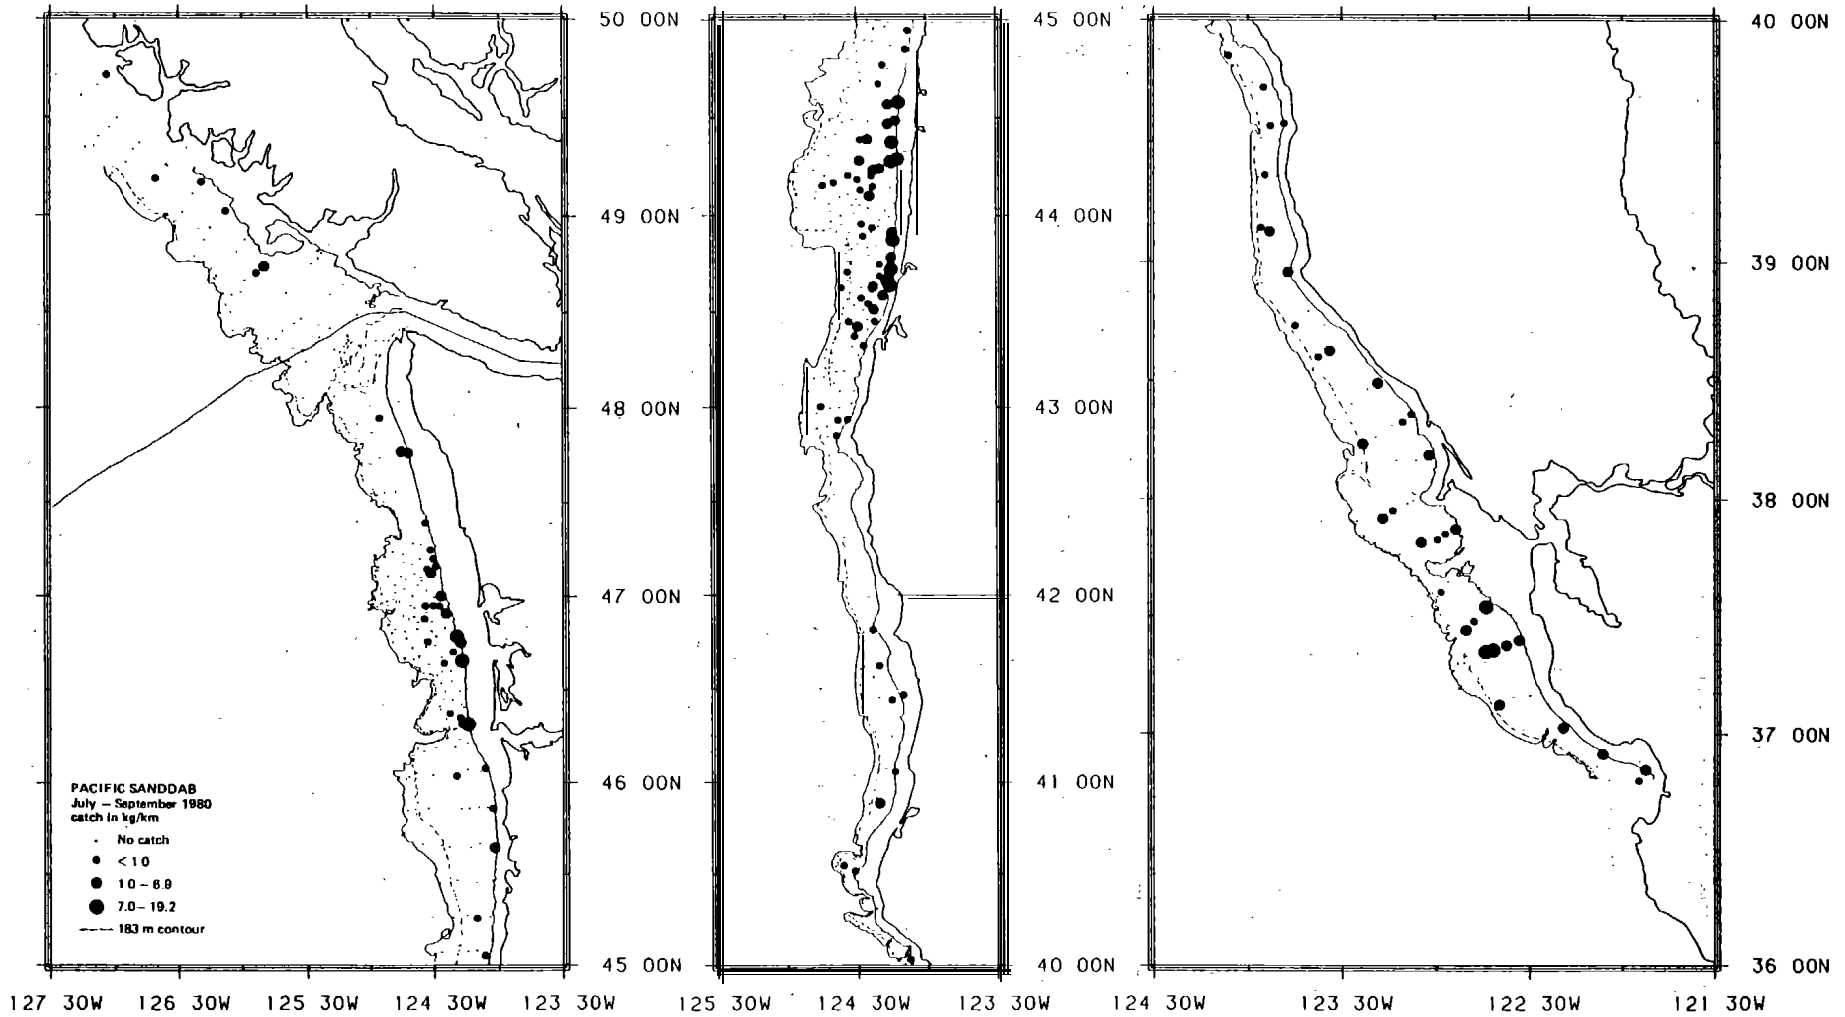 50 00N
49 00N
48 00N
47 00N
46 00N
45 00N
127 30W 126 30W 125 30W 124 30W 123 30W
PACIFIC SANDDAB
July – September 1980
catch in kg/km
No catch
< 1 0
1 0 – 6.9
7.0 – 19.2
183 m contour
45 00N
44 00N
43 00N
42 00N
41 00N
40 00N
125 30W 124 30W 123 30W
40 00N
39 00N
38 00N
37 00N
36 00N
124 30W 123 30W 122 30W 121 30W